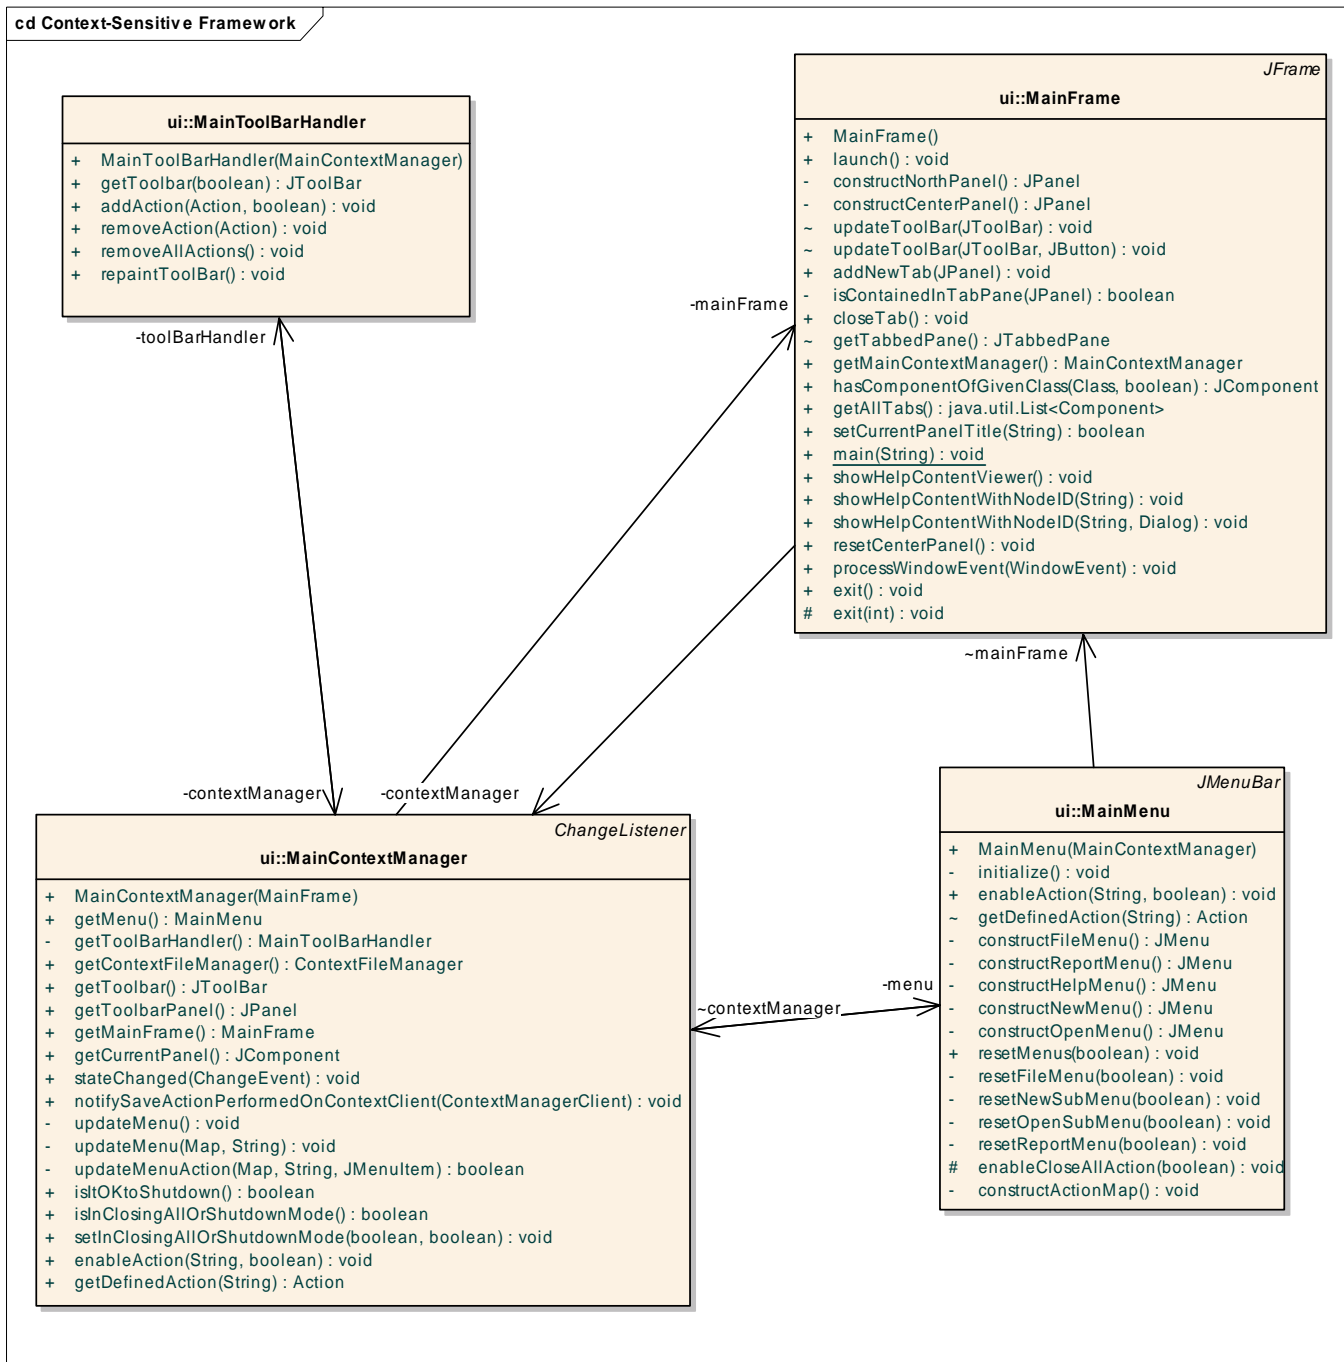 cd Context-Sensitive Framework
ui::MainToolBarHandler
+ MainToolBarHandler(MainContextManager)
+ getToolbar(boolean) : JToolBar
+ addAction(Action, boolean) : void
+ removeAction(Action) : void
+ removeAllActions() : void
+ repaintToolBar() : void
JFrame
ui::MainFrame
+ MainFrame()
+ launch() : void
- constructNorthPanel() : JPanel
- constructCenterPanel() : JPanel
~ updateToolBar(JToolBar) : void
~ updateToolBar(JToolBar, JButton) : void
+ addNewTab(JPanel) : void
- isContainedInTabPane(JPanel) : boolean
+ closeTab() : void
~ getTabbedPane() : JTabbedPane
+ getMainContextManager() : MainContextManager
+ hasComponentOfGivenClass(Class, boolean) : JComponent
+ getAllTabs() : java.util.List<Component>
+ setCurrentPanelTitle(String) : boolean
+ main(String) : void
+ showHelpContentViewer() : void
+ showHelpContentWithNodeID(String) : void
+ showHelpContentWithNodeID(String, Dialog) : void
+ resetCenterPanel() : void
+ processWindowEvent(WindowEvent) : void
+ exit() : void
# exit(int) : void
-mainFrame
-toolBarHandler
~mainFrame
-contextManager
-contextManager
ChangeListener
ui::MainContextManager
+ MainContextManager(MainFrame)
+ getMenu() : MainMenu
- getToolBarHandler() : MainToolBarHandler
+ getContextFileManager() : ContextFileManager
+ getToolbar() : JToolBar
+ getToolbarPanel() : JPanel
+ getMainFrame() : MainFrame
+ getCurrentPanel() : JComponent
+ stateChanged(ChangeEvent) : void
+ notifySaveActionPerformedOnContextClient(ContextManagerClient) : void
- updateMenu() : void
- updateMenu(Map, String) : void
- updateMenuAction(Map, String, JMenuItem) : boolean
+ isItOKtoShutdown() : boolean
+ isInClosingAllOrShutdownMode() : boolean
+ setInClosingAllOrShutdownMode(boolean, boolean) : void
+ enableAction(String, boolean) : void
+ getDefinedAction(String) : Action
-menu
~contextManager
JMenuBar
ui::MainMenu
+ MainMenu(MainContextManager)
- initialize() : void
+ enableAction(String, boolean) : void
~ getDefinedAction(String) : Action
- constructFileMenu() : JMenu
- constructReportMenu() : JMenu
- constructHelpMenu() : JMenu
- constructNewMenu() : JMenu
- constructOpenMenu() : JMenu
+ resetMenus(boolean) : void
- resetFileMenu(boolean) : void
- resetNewSubMenu(boolean) : void
- resetOpenSubMenu(boolean) : void
- resetReportMenu(boolean) : void
# enableCloseAllAction(boolean) : void
- constructActionMap() : void